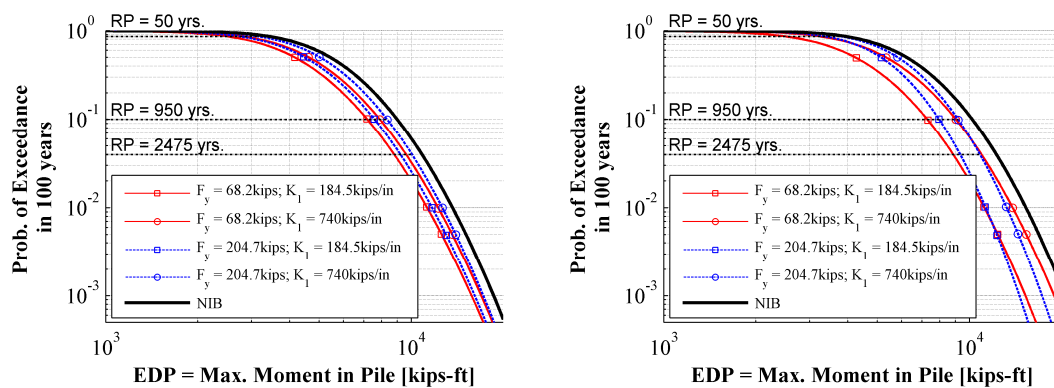 RP = 50 yrs.
RP = 950 yrs.
RP = 2475 yrs.
10^0
10^-1
10^-2
10^-3
Prob. of Exceedance
in 100 years
F_y = 68.2kips; K_1 = 184.5kips/in
F_y = 68.2kips; K_1 = 740kips/in
F_y = 204.7kips; K_1 = 184.5kips/in
F_y = 204.7kips; K_1 = 740kips/in
NIB
10^3
10^4
EDP = Max. Moment in Pile [kips-ft]
RP = 50 yrs.
RP = 950 yrs.
RP = 2475 yrs.
10^0
10^-1
10^-2
10^-3
Prob. of Exceedance
in 100 years
F_y = 68.2kips; K_1 = 184.5kips/in
F_y = 68.2kips; K_1 = 740kips/in
F_y = 204.7kips; K_1 = 184.5kips/in
F_y = 204.7kips; K_1 = 740kips/in
NIB
10^3
10^4
EDP = Max. Moment in Pile [kips-ft]